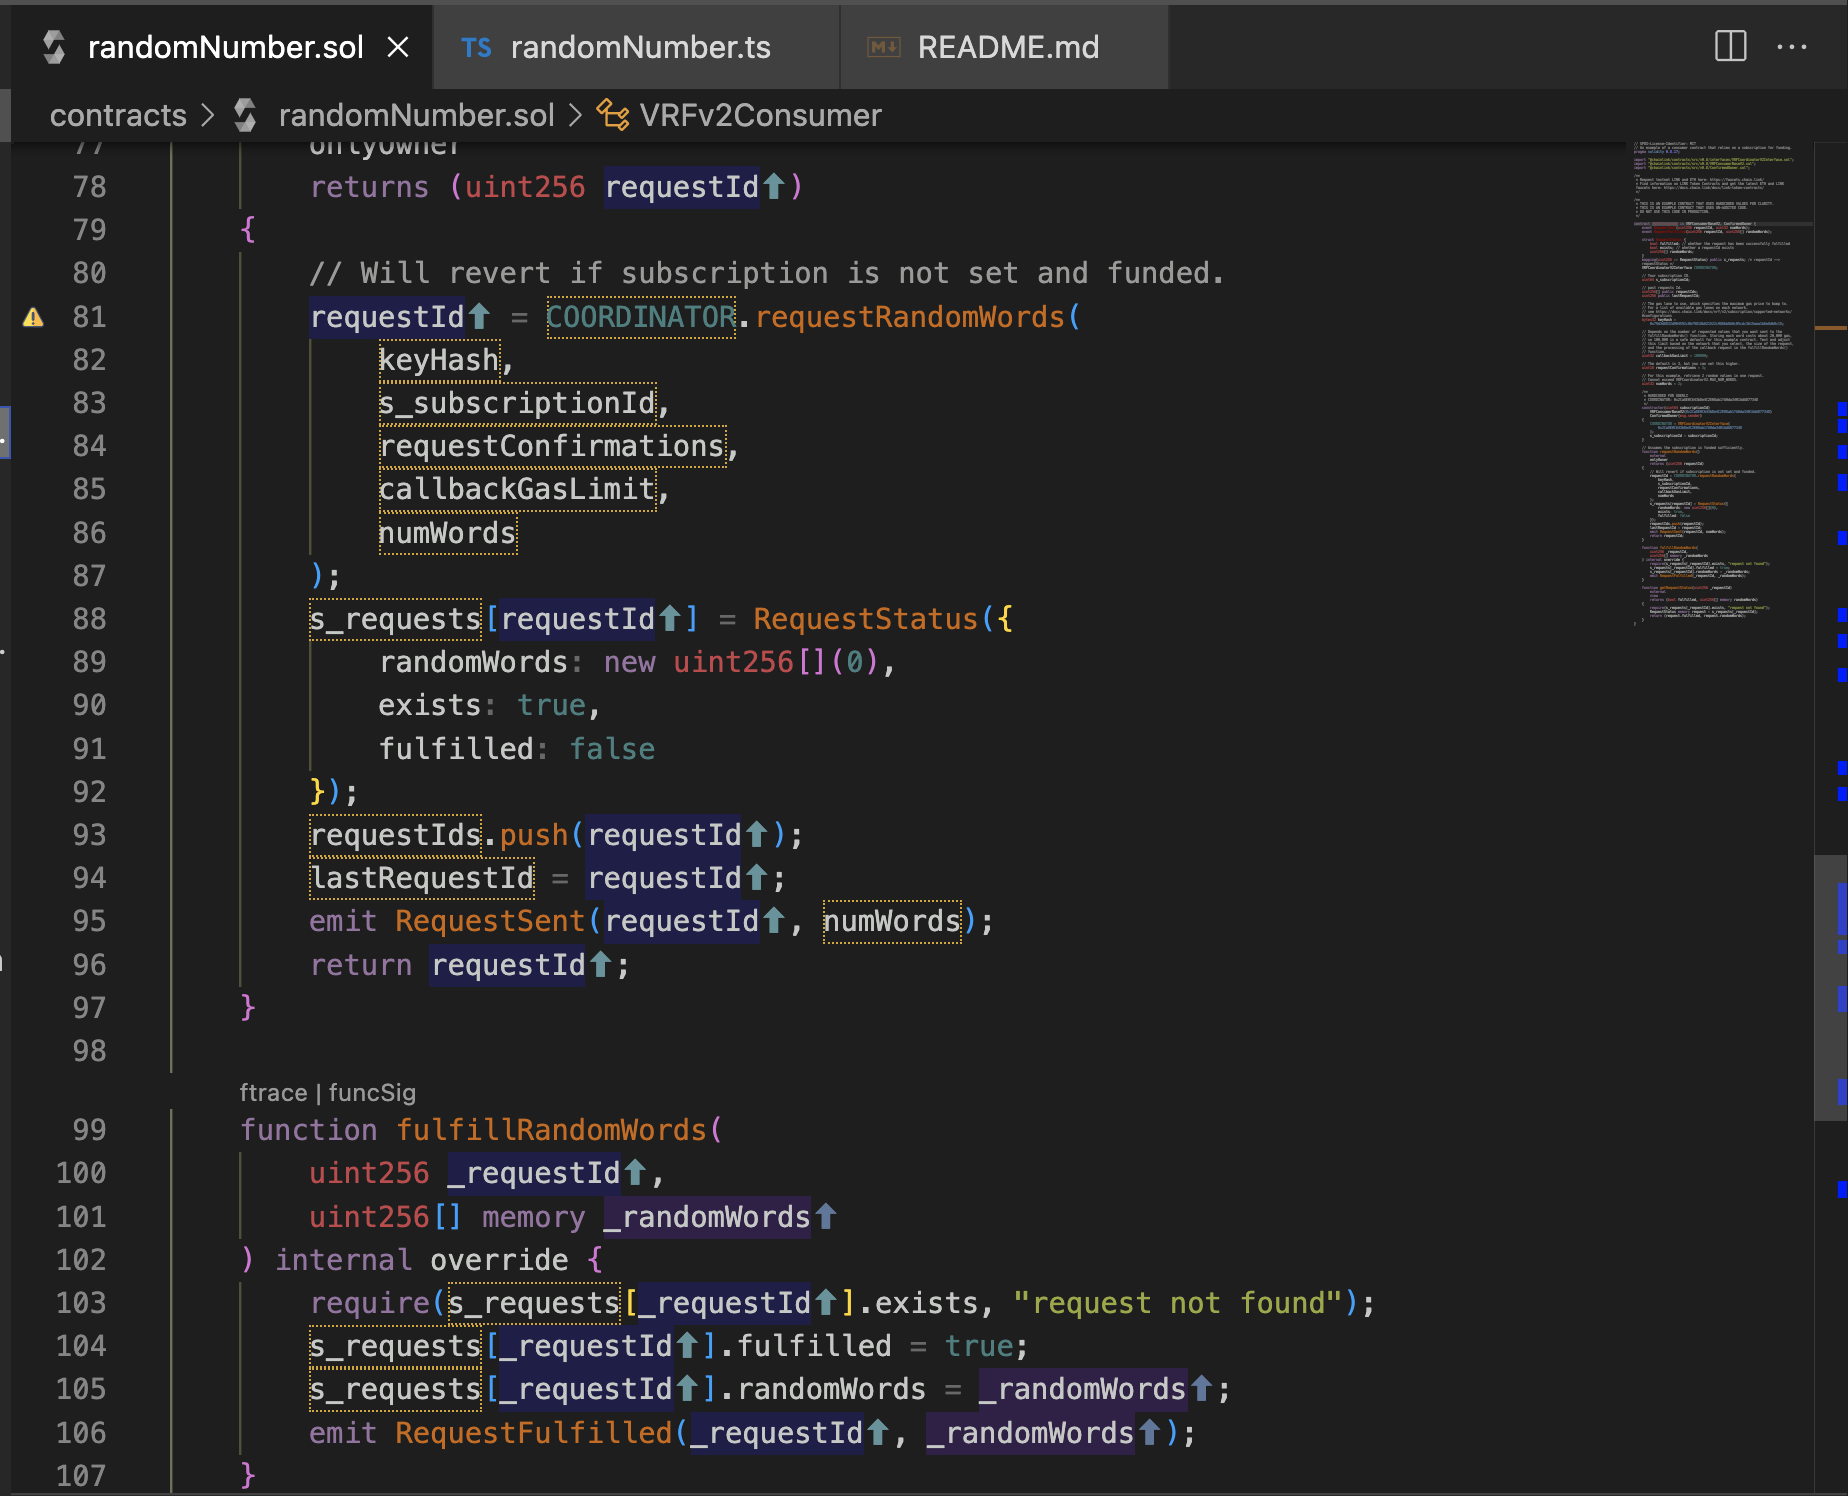 randomNumber.sol
TS randomNumber.ts
README.md
contracts > randomNumber.sol > VRFv2Consumer
77 onlyOwner
78 returns (uint256 requestId⬆)
79 {
80 // Will revert if subscription is not set and funded.
81 requestId⬆ = COORDINATOR.requestRandomWords(
82 keyHash,
83 s_subscriptionId,
84 requestConfirmations,
85 callbackGasLimit,
86 numWords
87 );
88 s_requests[requestId⬆] = RequestStatus({
89 randomWords: new uint256[](0),
90 exists: true,
91 fulfilled: false
92 });
93 requestIds.push(requestId⬆);
94 lastRequestId = requestId⬆;
95 emit RequestSent(requestId⬆, numWords);
96 return requestId⬆;
97 }
98
ftrace | funcSig
99 function fulfillRandomWords(
100 uint256 _requestId⬆,
101 uint256[] memory _randomWords⬆
102 ) internal override {
103 require(s_requests[_requestId⬆].exists, "request not found");
104 s_requests[_requestId⬆].fulfilled = true;
105 s_requests[_requestId⬆].randomWords = _randomWords⬆;
106 emit RequestFulfilled(_requestId⬆, _randomWords⬆);
107 }